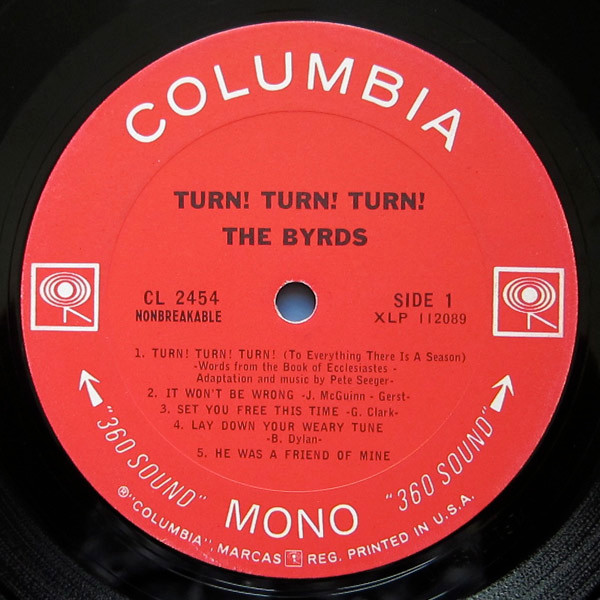 COLUMBIA
TURN! TURN! TURN!
THE BYRDS
CL 2454
NONBREAKABLE
SIDE 1
XLP 112089
1. TURN! TURN! TURN! (To Everything There Is A Season)
-Words from the Book of Ecclesiastes -
Adaptation and music by Pete Seeger-
2. IT WON'T BE WRONG -J. McGuinn - Gerst-
3. SET YOU FREE THIS TIME -G. Clark-
4. LAY DOWN YOUR WEARY TUNE
-B. Dylan-
5. HE WAS A FRIEND OF MINE
"360 SOUND"
MONO
"360 SOUND"
®"COLUMBIA", MARCAS REG. PRINTED IN U.S.A.